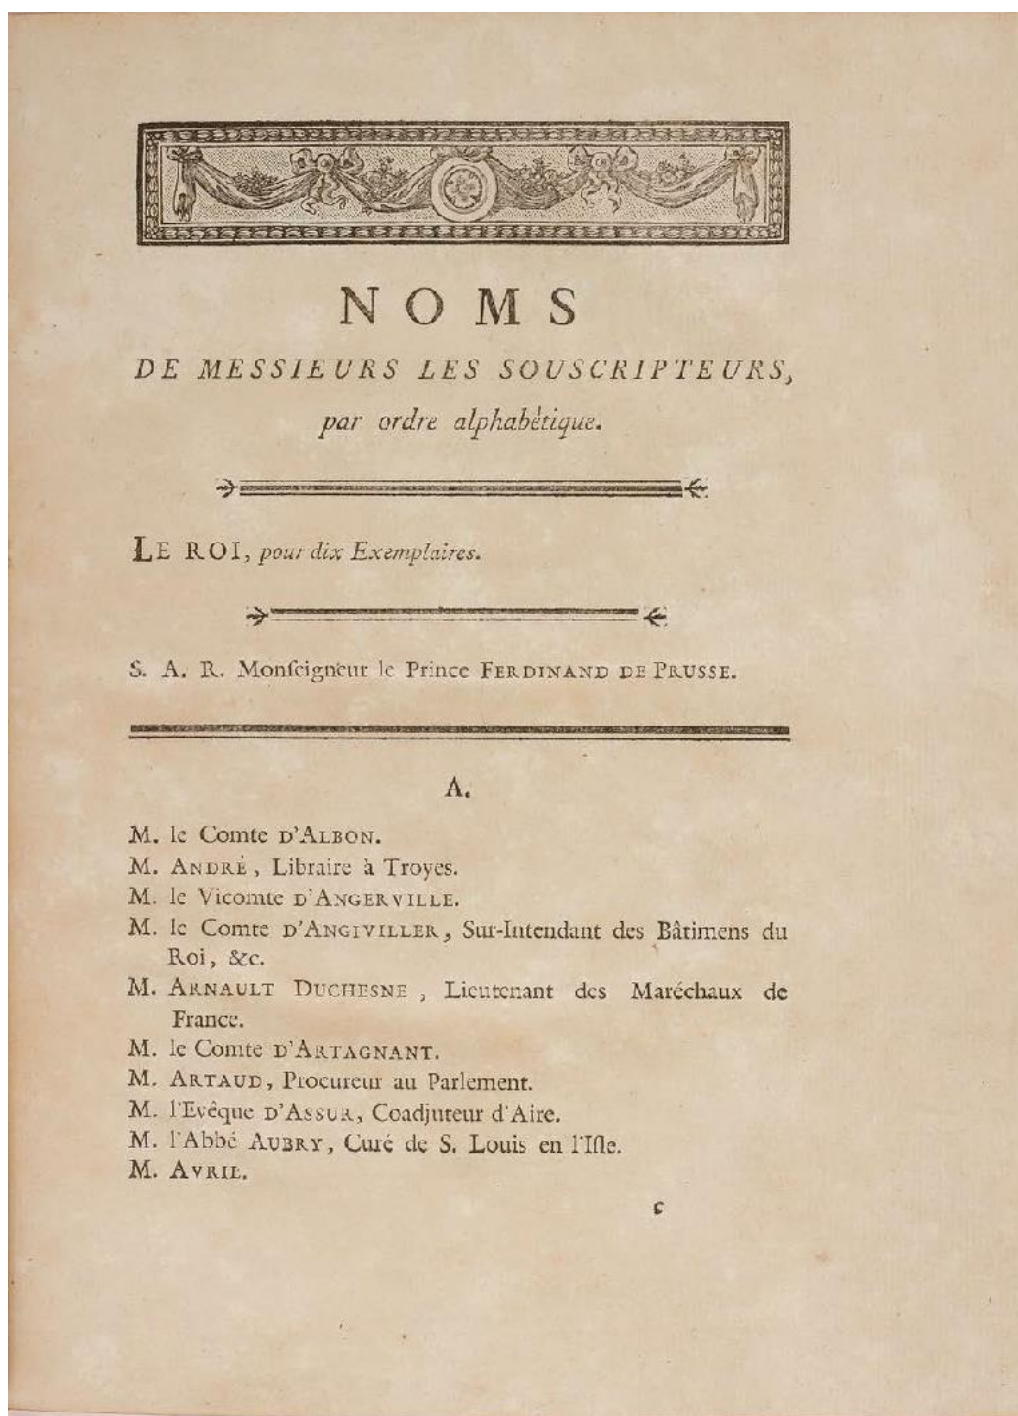 NOMS
DE MESSIEURS LES SOUSCRIPTEURS,
par ordre alphabétique.
LE ROI, pour dix Exemplaires.
S. A. R. Monſeigneur le Prince FERDINAND DE PRUSSE.
A.
M. le Comte D'ALBON.
M. ANDRÉ, Libraire à Troyes.
M. le Vicomte D'ANGERVILLE.
M. le Comte D'ANGIVILLER, Sur-Intendant des Bâtimens du
Roi, &c.
M. ARNAULT DUCHESNE, Lieutenant des Maréchaux de
France.
M. le Comte D'ARTAGNANT.
M. ARTAUD, Procureur au Parlement.
M. l'Evêque D'ASSUR, Coadjuteur d'Aire.
M. l'Abbé AUBRY, Curé de S. Louis en l'Iſle.
M. AVRIL.
c